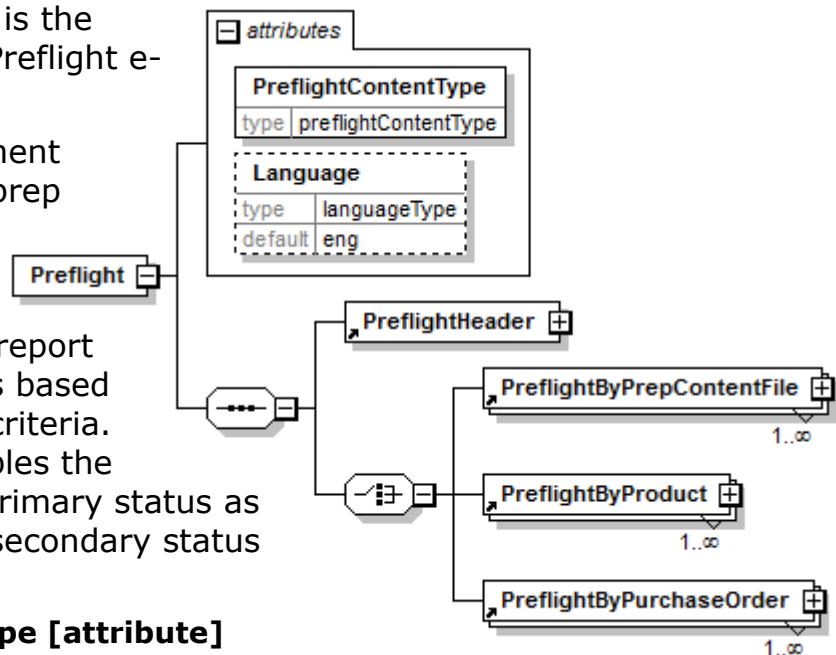 is the
Preflight e-
ment
prep
report
s based
criteria.
bles the
primary status as
secondary status
pe [attribute]
attributes
PreflightContentType
type preflightContentType
Language
type languageType
default eng
Preflight
PreflightHeader
PreflightByPrepContentFile
1..∞
PreflightByProduct
1..∞
PreflightByPurchaseOrder
1..∞